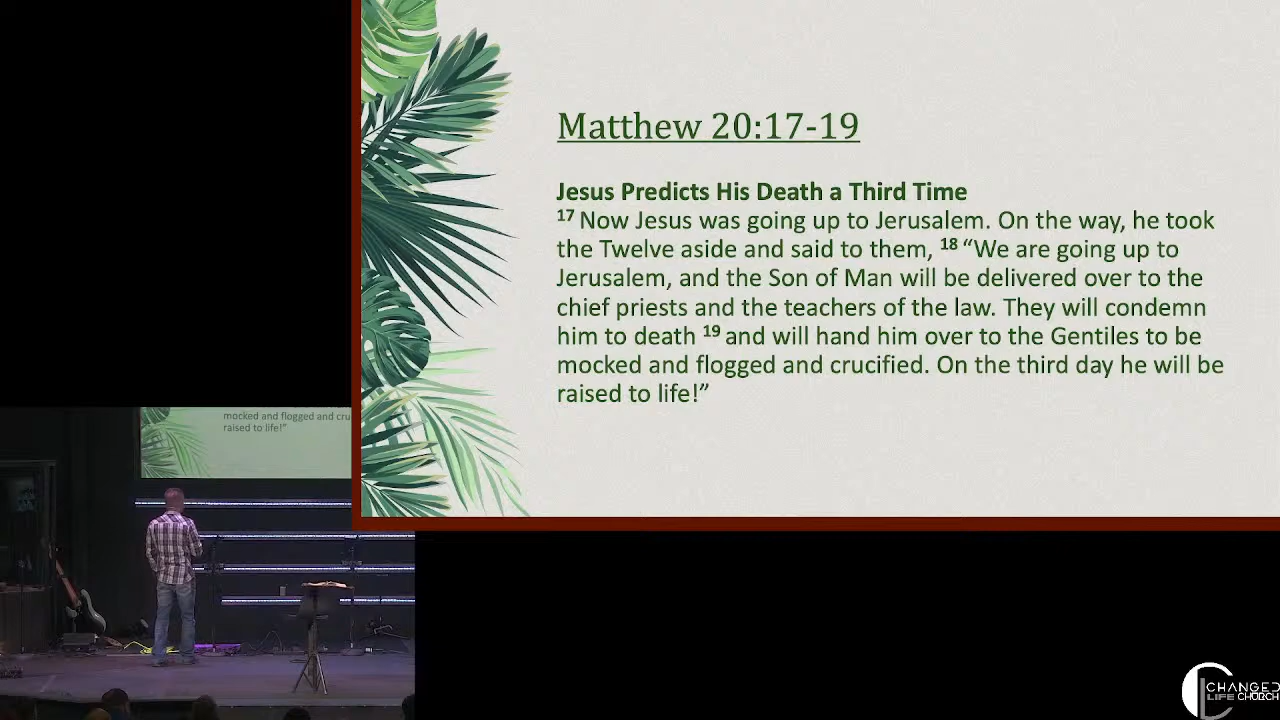 Matthew 20:17-19
Jesus Predicts His Death a Third Time
17 Now Jesus was going up to Jerusalem. On the way, he took
the Twelve aside and said to them, 18 “We are going up to
Jerusalem, and the Son of Man will be delivered over to the
chief priests and the teachers of the law. They will condemn
him to death 19 and will hand him over to the Gentiles to be
mocked and flogged and crucified. On the third day he will be
raised to life!”
mocked and flogged and cru
raised to life!”
CHANGED
LIFE CHURCH